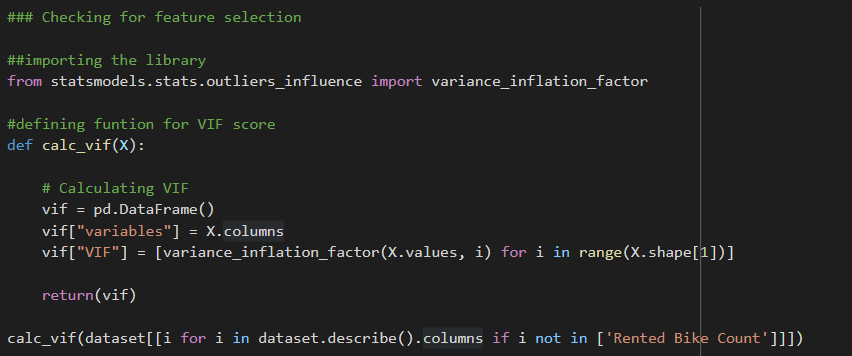 ### Checking for feature selection
##importing the library
from statsmodels.stats.outliers_influence import variance_inflation_factor
#defining funtion for VIF score
def calc_vif(X):
# Calculating VIF
vif = pd.DataFrame()
vif["variables"] = X.columns
vif["VIF"] = [variance_inflation_factor(X.values, i) for i in range(X.shape[1])]
return(vif)
calc_vif(dataset[[i for i in dataset.describe().columns if i not in ['Rented Bike Count']]])